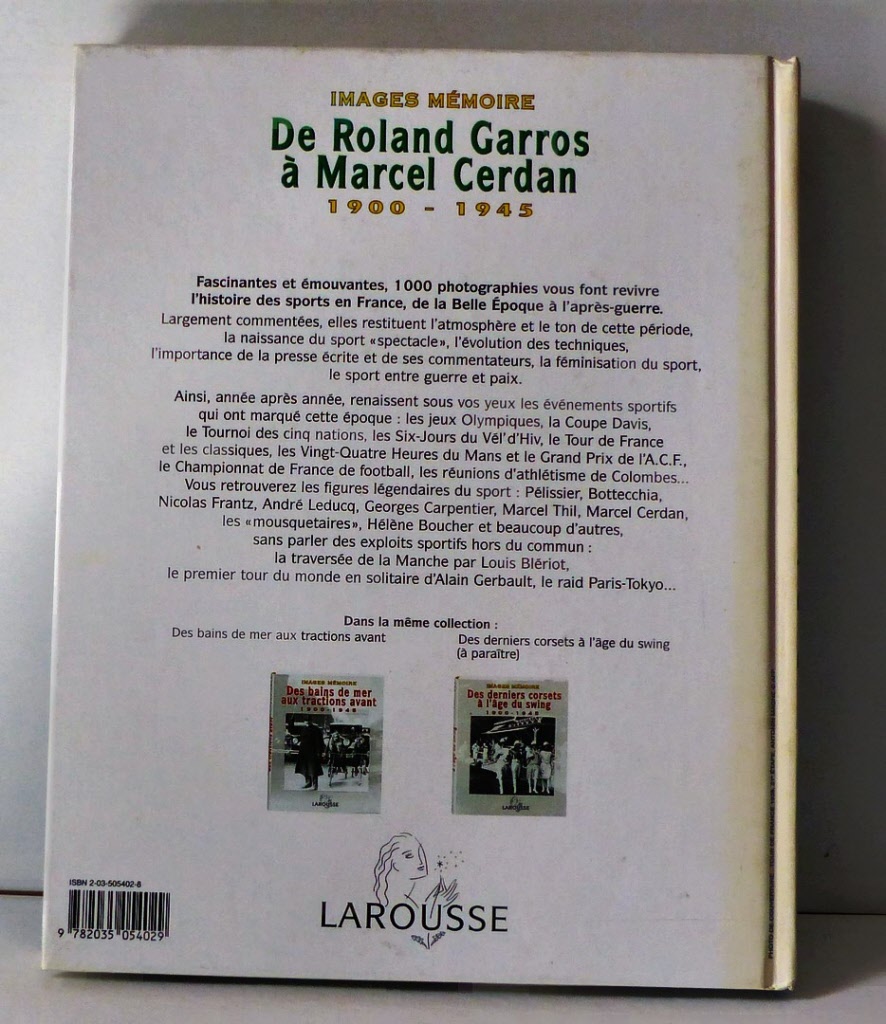 IMAGES MÉMOIRE
De Roland Garros
à Marcel Cerdan
1900 - 1945
Fascinantes et émouvantes, 1000 photographies vous font revivre
l'histoire des sports en France, de la Belle Époque à l'après-guerre.
Largement commentées, elles restituent l'atmosphère et le ton de cette période,
la naissance du sport «spectacle», l'évolution des techniques,
l'importance de la presse écrite et de ses commentateurs, la féminisation du sport,
le sport entre guerre et paix.
Ainsi, année après année, renaissent sous vos yeux les événements sportifs
qui ont marqué cette époque : les jeux Olympiques, la Coupe Davis,
le Tournoi des cinq nations, les Six-Jours du Vél'd'Hiv, le Tour de France
et les classiques, les Vingt-Quatre Heures du Mans et le Grand Prix de l'A.C.F.,
le Championnat de France de football, les réunions d'athlétisme de Colombes...
Vous retrouverez les figures légendaires du sport : Pélissier, Bottecchia,
Nicolas Frantz, André Leducq, Georges Carpentier, Marcel Thil, Marcel Cerdan,
les «mousquetaires», Hélène Boucher et beaucoup d'autres,
sans parler des exploits sportifs hors du commun :
la traversée de la Manche par Louis Blériot,
le premier tour du monde en solitaire d'Alain Gerbault, le raid Paris-Tokyo...
Dans la même collection :
Des bains de mer aux tractions avant
Des derniers corsets à l'âge du swing
(à paraître)
IMAGES MÉMOIRE
Des bains de mer
aux tractions avant
1900-1945
LAROUSSE
IMAGES MÉMOIRE
Des derniers corsets
à l'âge du swing
1900-1945
LAROUSSE
LAROUSSE
ISBN 2-03-505402-8
9 782035 054029